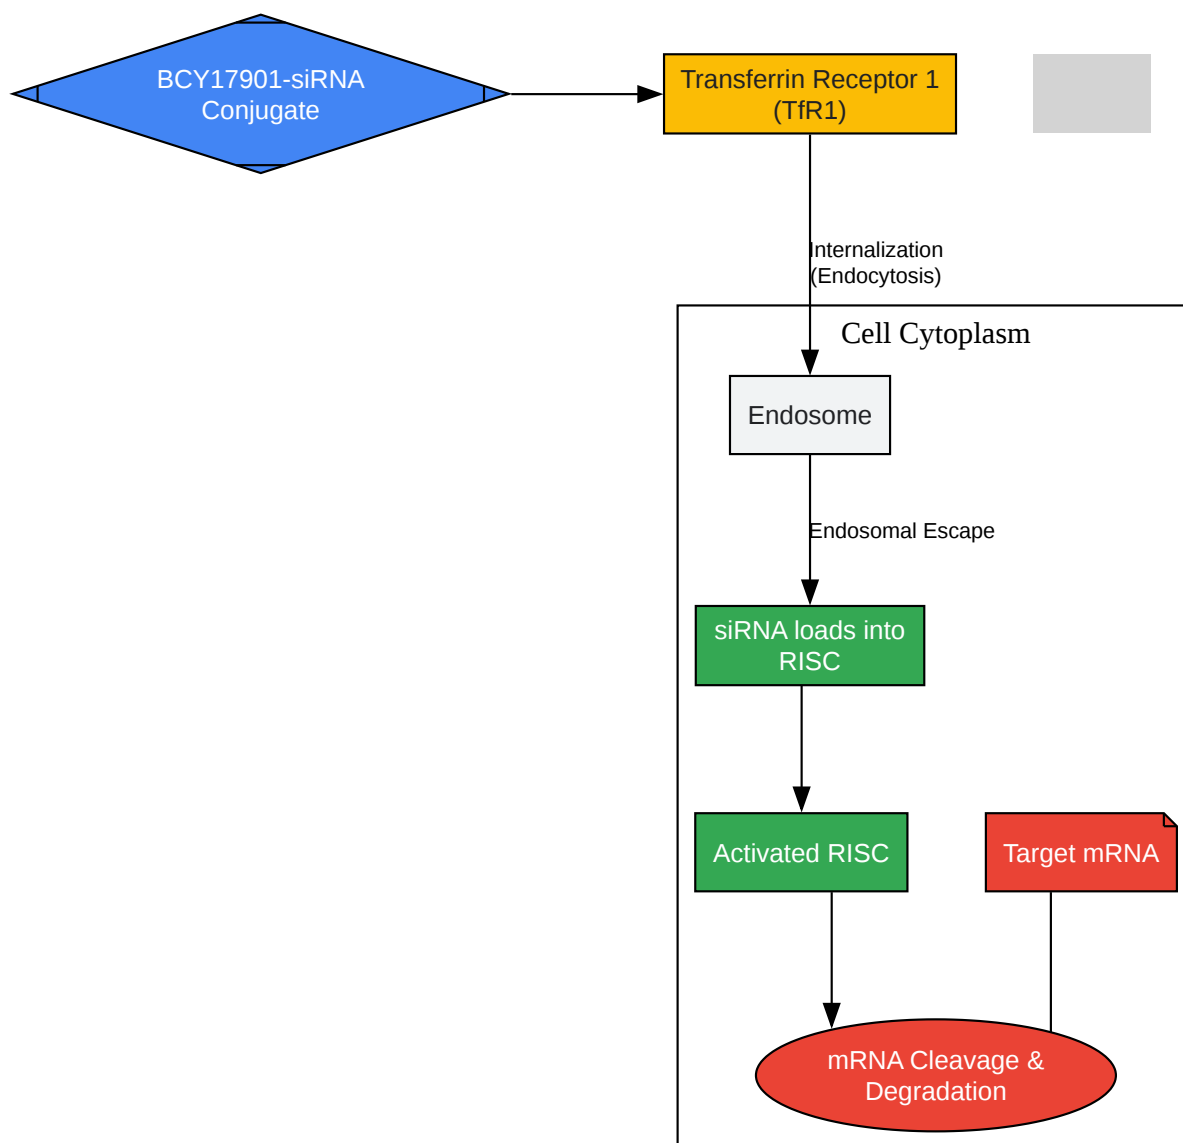 BCY17901-siRNA
Conjugate
Transferrin Receptor 1
(TfR1)
Internalization
(Endocytosis)
Cell Cytoplasm
Endosome
Endosomal Escape
siRNA loads into
RISC
Activated RISC
Target mRNA
mRNA Cleavage &
Degradation